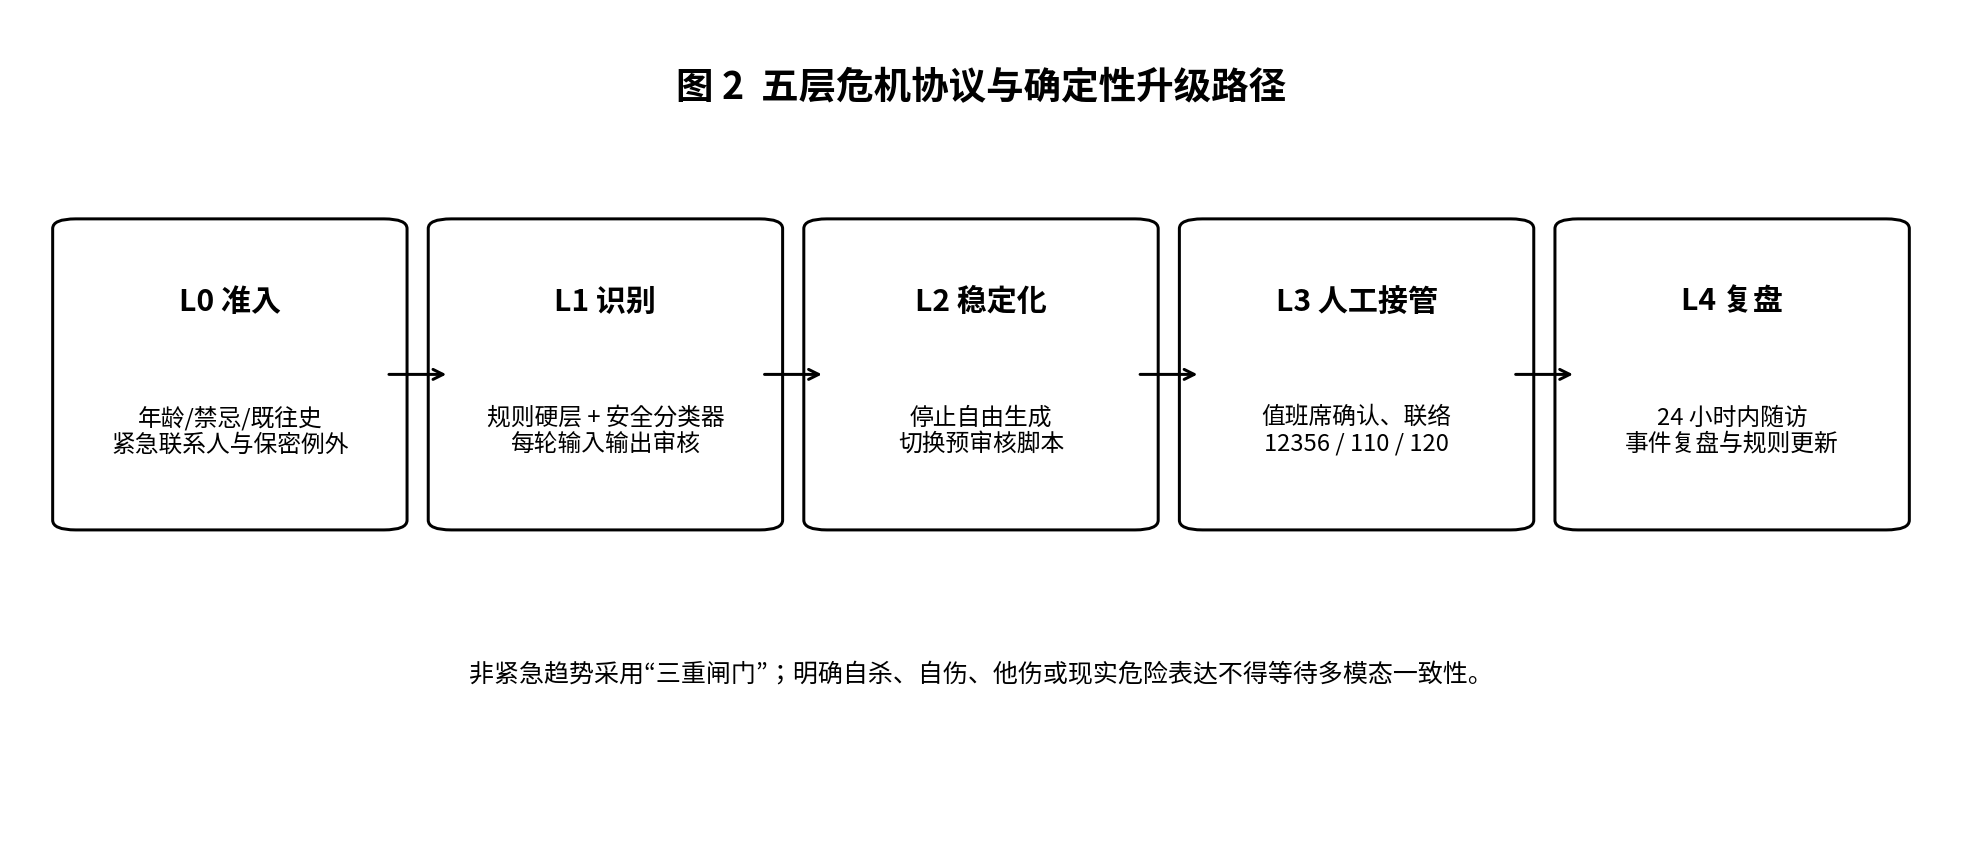 图 2 五层危机协议与确定性升级路径
L0 准入
年龄/禁忌/既往史
紧急联系人与保密例外
L1 识别
规则硬层 + 安全分类器
每轮输入输出审核
L2 稳定化
停止自由生成
切换预审核脚本
L3 人工接管
值班席确认、联络
12356 / 110 / 120
L4 复盘
24 小时内随访
事件复盘与规则更新
非紧急趋势采用“三重闸门”；明确自杀、自伤、他伤或现实危险表达不得等待多模态一致性。